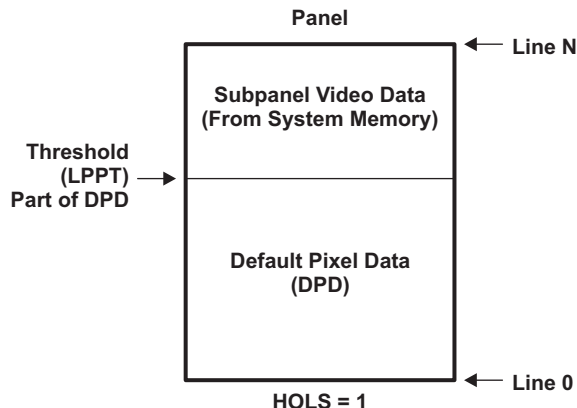 Panel
Line N
Subpanel Video Data
(From System Memory)
Threshold
(LPPT)
Part of DPD
Default Pixel Data
(DPD)
Line 0
HOLS = 1